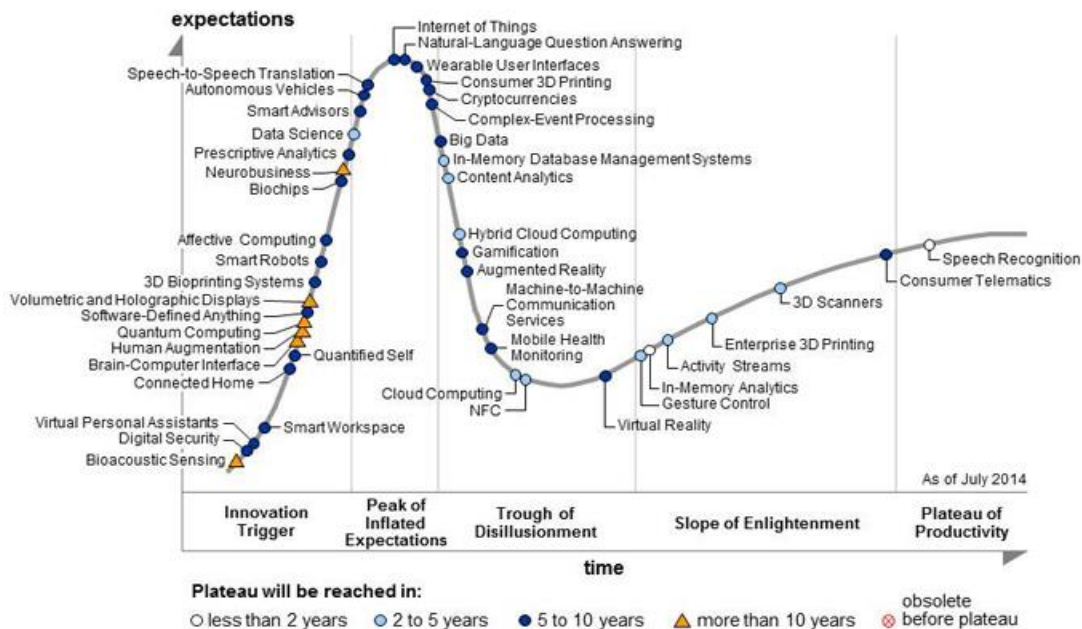 expectations
Internet of Things
Natural-Language Question Answering
Wearable User Interfaces
Consumer 3D Printing
Cryptocurrencies
Complex-Event Processing
Speech-to-Speech Translation
Autonomous Vehicles
Smart Advisors
Data Science
Prescriptive Analytics
Neurobusiness
Biochips
Big Data
In-Memory Database Management Systems
Content Analytics
Affective Computing
Smart Robots
3D Bioprinting Systems
Volumetric and Holographic Displays
Software-Defined Anything
Quantum Computing
Human Augmentation
Brain-Computer Interface
Connected Home
Quantified Self
Virtual Personal Assistants
Digital Security
Bioacoustic Sensing
Smart Workspace
Hybrid Cloud Computing
Gamification
Augmented Reality
Machine-to-Machine
Communication
Services
Mobile Health
Monitoring
Cloud Computing
NFC
Virtual Reality
Gesture Control
In-Memory Analytics
Activity Streams
Enterprise 3D Printing
3D Scanners
Consumer Telematics
Speech Recognition
As of July 2014
Innovation
Trigger
Peak of
Inflated
Expectations
Trough of
Disillusionment
Slope of Enlightenment
Plateau of
Productivity
time
Plateau will be reached in:
less than 2 years
2 to 5 years
5 to 10 years
more than 10 years
obsolete
before plateau